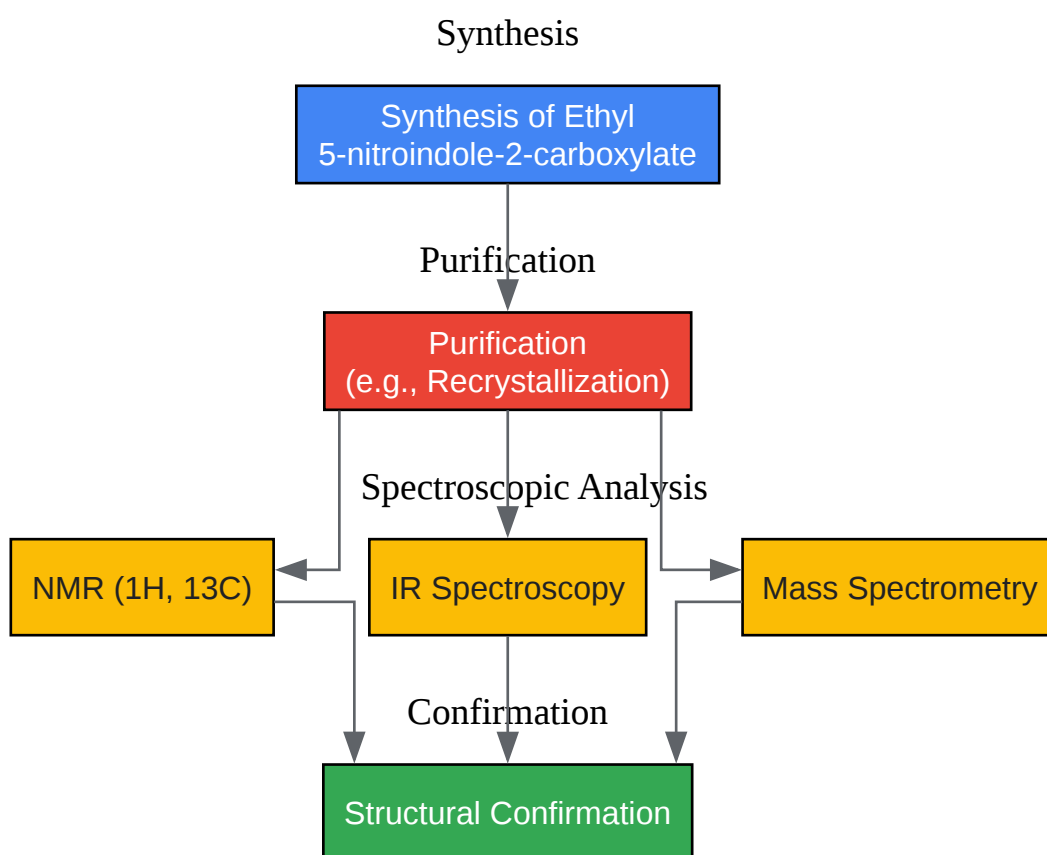 Synthesis
Synthesis of Ethyl
5-nitroindole-2-carboxylate
Purification
Purification
(e.g., Recrystallization)
Spectroscopic Analysis
NMR (1H, 13C)
IR Spectroscopy
Mass Spectrometry
Confirmation
Structural Confirmation